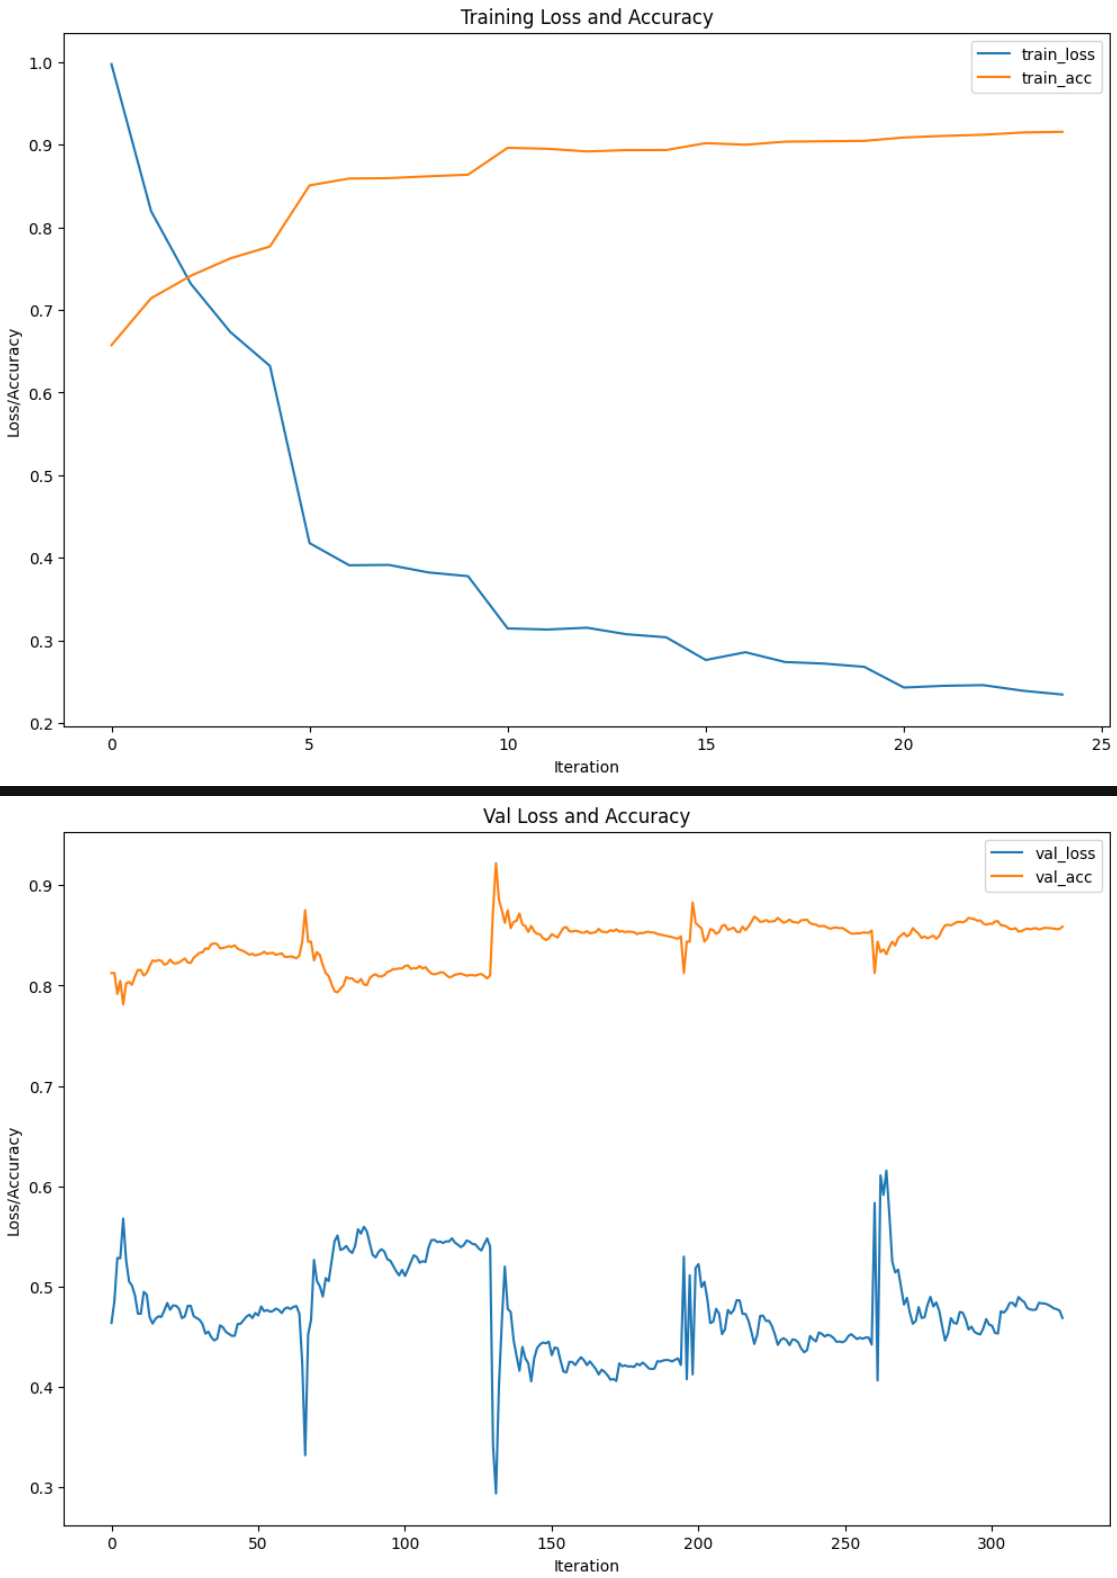 Training Loss and Accuracy
train_loss
train_acc
1.0
0.9
0.8
0.7
0.6
0.5
0.4
0.3
0.2
Loss/Accuracy
0 5 10 15 20 25
Iteration
Val Loss and Accuracy
val_loss
val_acc
0.9
0.8
0.7
0.6
0.5
0.4
0.3
Loss/Accuracy
0 50 100 150 200 250 300
Iteration